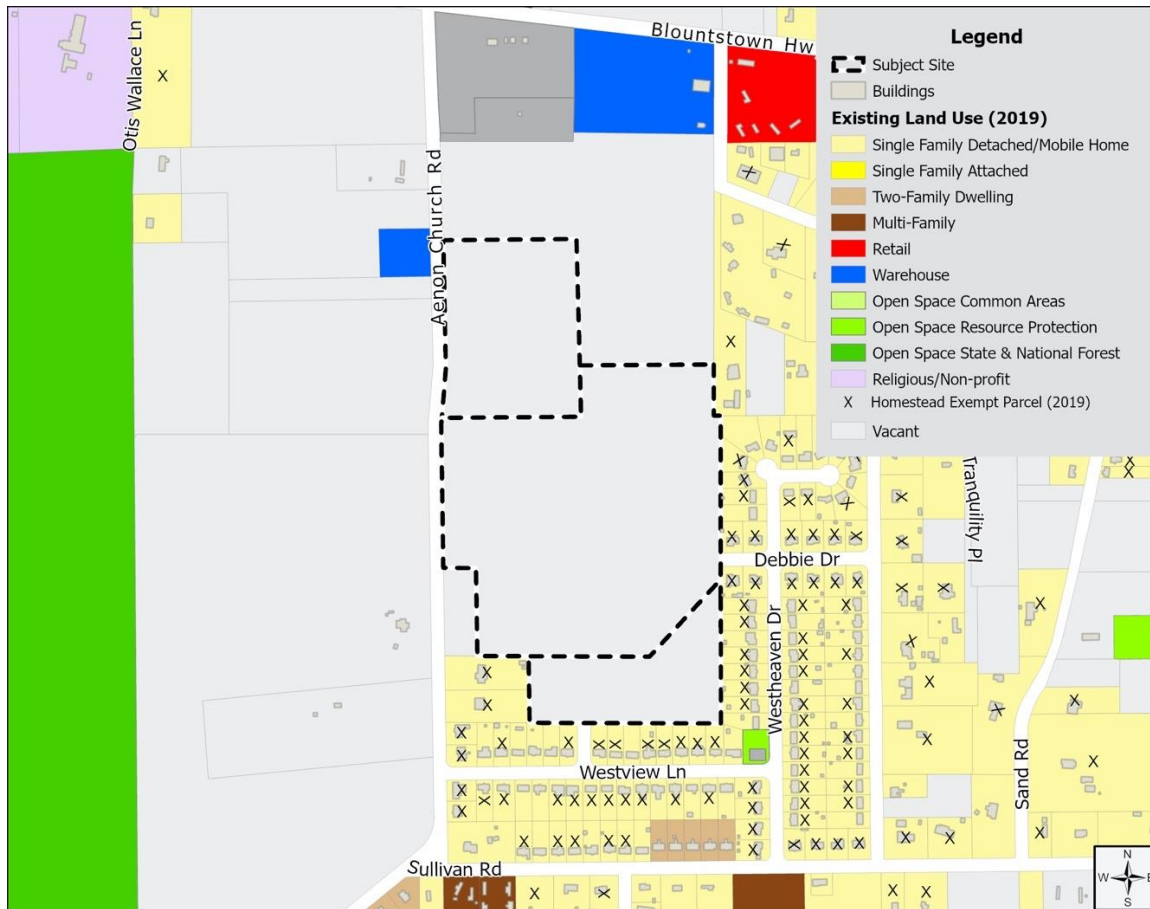 Otis Wallace Ln
Blountstown Hw
Aenon Church Rd
Tranquility Pl
Debbie Dr
Westheaven Dr
Westview Ln
Sand Rd
Sullivan Rd
Legend
Subject Site
Buildings
Existing Land Use (2019)
Single Family Detached/Mobile Home
Single Family Attached
Two-Family Dwelling
Multi-Family
Retail
Warehouse
Open Space Common Areas
Open Space Resource Protection
Open Space State & National Forest
Religious/Non-profit
X Homestead Exempt Parcel (2019)
Vacant
N
W E
S